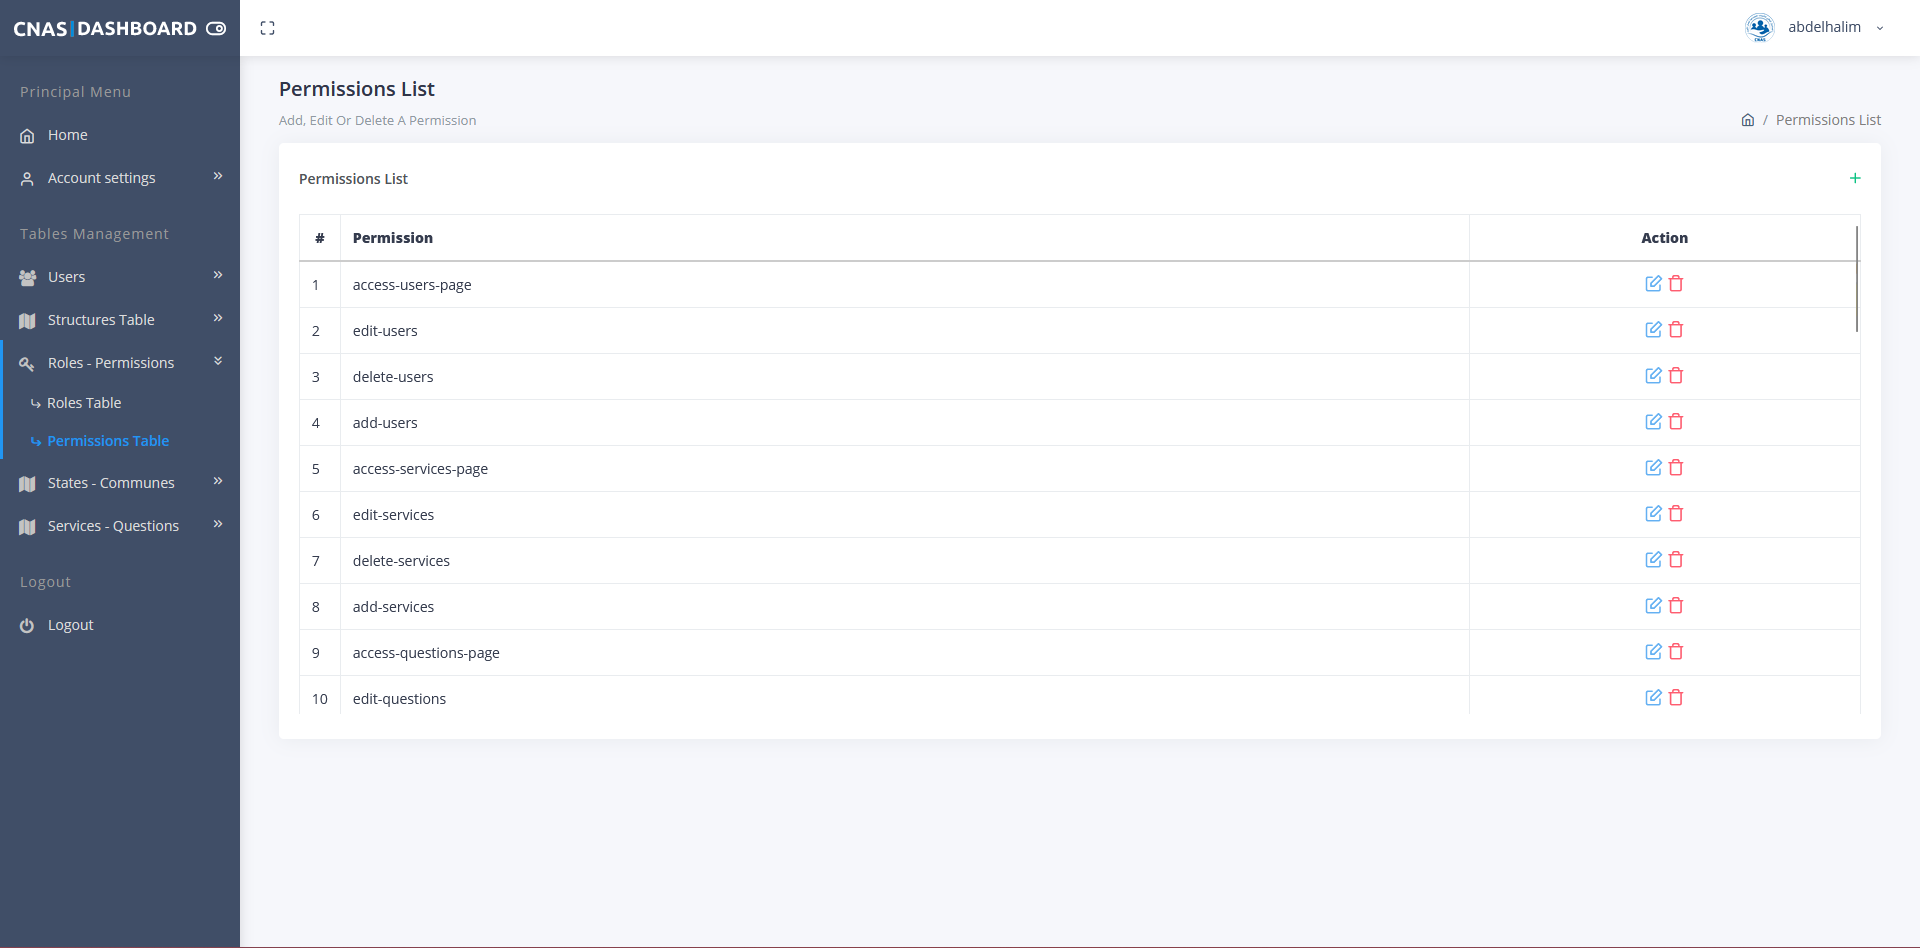 CNAS|DASHBOARD
abdelhalim
Principal Menu
Home
Account settings
Tables Management
Users
Structures Table
Roles - Permissions
Roles Table
Permissions Table
States - Communes
Services - Questions
Logout
Logout
Permissions List
Add, Edit Or Delete A Permission
/ Permissions List
Permissions List
# Permission Action
1 access-users-page
2 edit-users
3 delete-users
4 add-users
5 access-services-page
6 edit-services
7 delete-services
8 add-services
9 access-questions-page
10 edit-questions